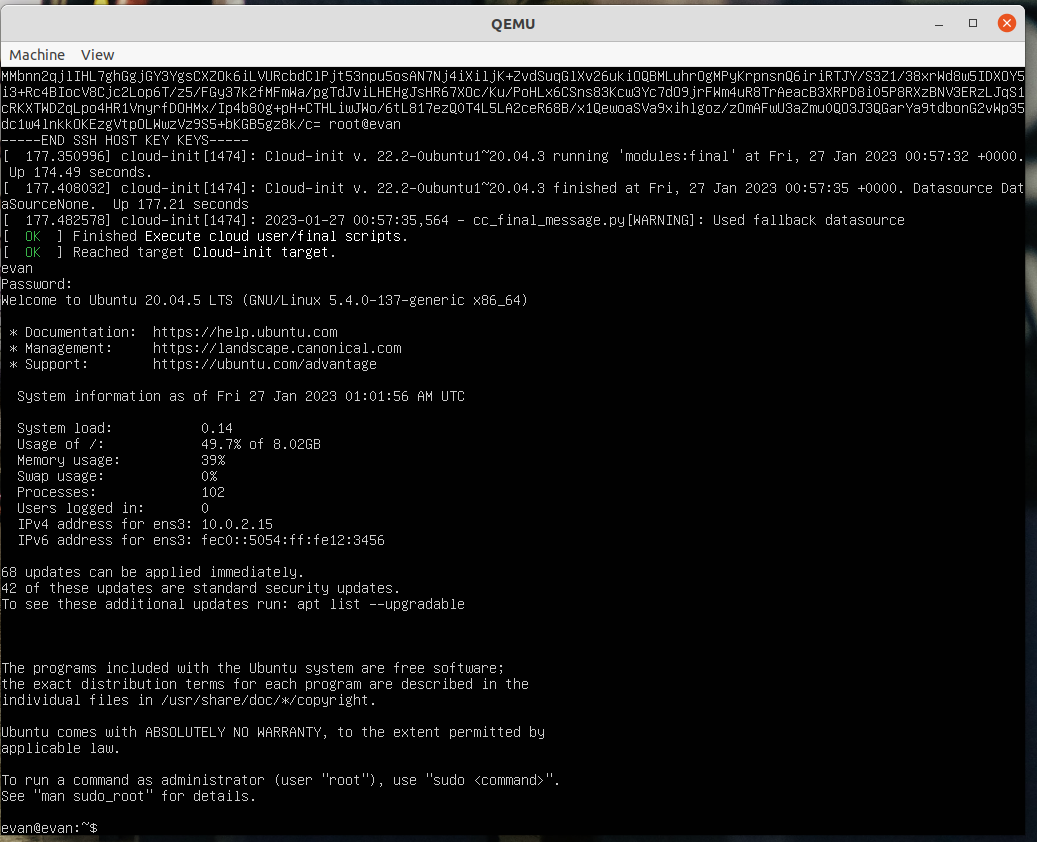 QEMU
Machine View
MMbnn2qjlIHL7ghGgjGY3YgsCXZOk6iLVURcbdClPjt53npu5osAN7Nj4iXiljK+ZvdSuqGlXv26ukiOQBMLuhrOgMPyKrpnsnQ6iriRTJY/S3Z1/38xrWd8w5IDXOY5
i3+Rc4BIocV8Cjc2Lop6T/z5/FGy37k2fMFmWa/pgTdJviLHEHgJsHR67XOc/Ku/PoHLx6CSns83Kcw3Yc7dO9jrFWm4uR8TrAeacB3XRPD8i05P8RXzBNV3ERzLJqS1
cRKXTWDZqLpo4HR1VnyrfDOHMx/Ip4b80g+pH+CTHLiwJWo/6tL817ezQ0T4L5LA2ceR68B/x1QewoaSVa9xihlgoz/zOmAFwU3aZmu0QO3J3QGarYa9tdbonG2vWp35
dc1w4lnkkOKEzgVtpOLWwzVz9S5+bKGB5gz8k/c= root@evan
-----END SSH HOST KEY KEYS-----
[  177.350996] cloud-init[1474]: Cloud-init v. 22.2-0ubuntu1~20.04.3 running 'modules:final' at Fri, 27 Jan 2023 00:57:32 +0000.
 Up 174.49 seconds.
[  177.408032] cloud-init[1474]: Cloud-init v. 22.2-0ubuntu1~20.04.3 finished at Fri, 27 Jan 2023 00:57:35 +0000. Datasource Dat
aSourceNone.  Up 177.21 seconds
[  177.482578] cloud-init[1474]: 2023-01-27 00:57:35,564 - cc_final_message.py[WARNING]: Used fallback datasource
[  OK  ] Finished Execute cloud user/final scripts.
[  OK  ] Reached target Cloud-init target.
evan
Password:
Welcome to Ubuntu 20.04.5 LTS (GNU/Linux 5.4.0-137-generic x86_64)
 * Documentation:  https://help.ubuntu.com
 * Management:     https://landscape.canonical.com
 * Support:        https://ubuntu.com/advantage
  System information as of Fri 27 Jan 2023 01:01:56 AM UTC
  System load:           0.14
  Usage of /:            49.7% of 8.02GB
  Memory usage:          39%
  Swap usage:            0%
  Processes:             102
  Users logged in:       0
  IPv4 address for ens3: 10.0.2.15
  IPv6 address for ens3: fec0::5054:ff:fe12:3456
68 updates can be applied immediately.
42 of these updates are standard security updates.
To see these additional updates run: apt list --upgradable
The programs included with the Ubuntu system are free software;
the exact distribution terms for each program are described in the
individual files in /usr/share/doc/*/copyright.
Ubuntu comes with ABSOLUTELY NO WARRANTY, to the extent permitted by
applicable law.
To run a command as administrator (user "root"), use "sudo <command>".
See "man sudo_root" for details.
evan@evan:~$